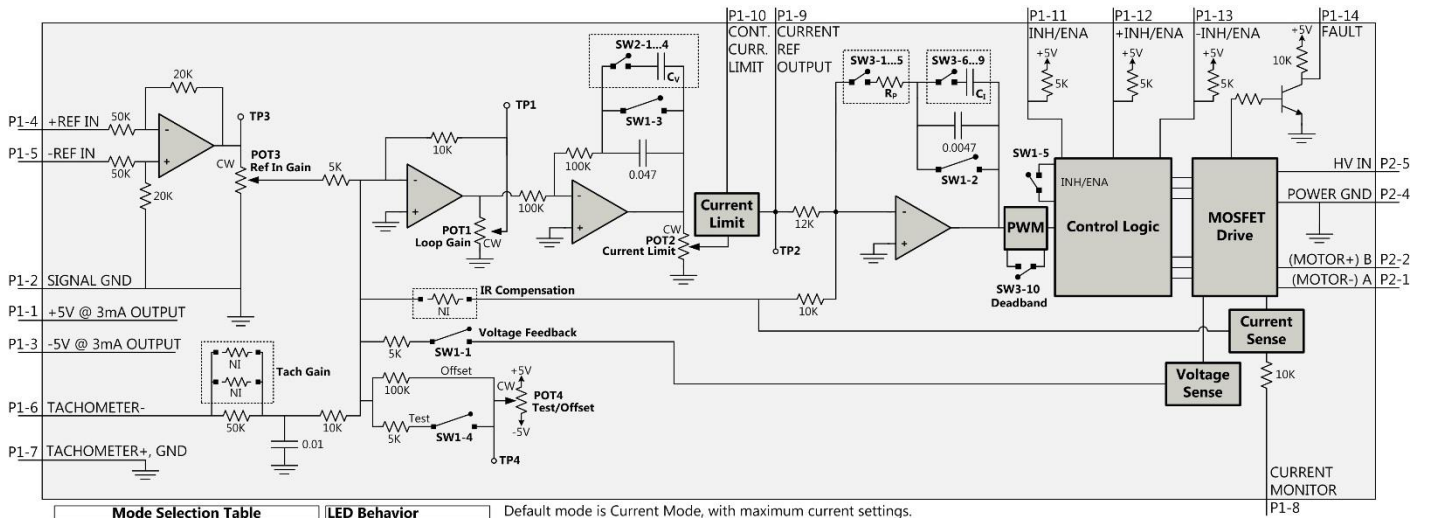 P1-10
P1-9
P1-11
P1-12
P1-13
P1-14
CONT. CURR. LIMIT
CURRENT REF OUTPUT
INH/ENA
+INH/ENA
-INH/ENA
FAULT
+5V
5K
+5V
5K
+5V
5K
+5V
10K
SW2-1...4
CV
SW1-3
0.047
100K
SW3-1...5
RP
SW3-6...9
CI
0.0047
SW1-2
20K
P1-4 +REF IN
50K
P1-5 -REF IN
50K
20K
-
+
TP3
CW
POT3
Ref In Gain
5K
TP1
10K
-
+
POT1
Loop Gain
CW
100K
-
+
CW
POT2
Current Limit
Current
Limit
TP2
12K
-
+
PWM
SW1-5
INH/ENA
Control Logic
SW3-10
Deadband
MOSFET
Drive
HV IN P2-5
POWER GND P2-4
(MOTOR+) B P2-2
(MOTOR-) A P2-1
P1-2 SIGNAL GND
P1-1 +5V @ 3mA OUTPUT
P1-3 -5V @ 3mA OUTPUT
IR Compensation
NI
10K
Voltage Feedback
5K
SW1-1
Current
Sense
Voltage
Sense
10K
NI
NI
Tach Gain
Offset
100K
+5V
CW
POT4
Test/Offset
-5V
P1-6 TACHOMETER-
50K
10K
Test
5K
SW1-4
0.01
TP4
P1-7 TACHOMETER+, GND
CURRENT
MONITOR
P1-8
Mode Selection Table
LED Behavior
Default mode is Current Mode, with maximum current settings.